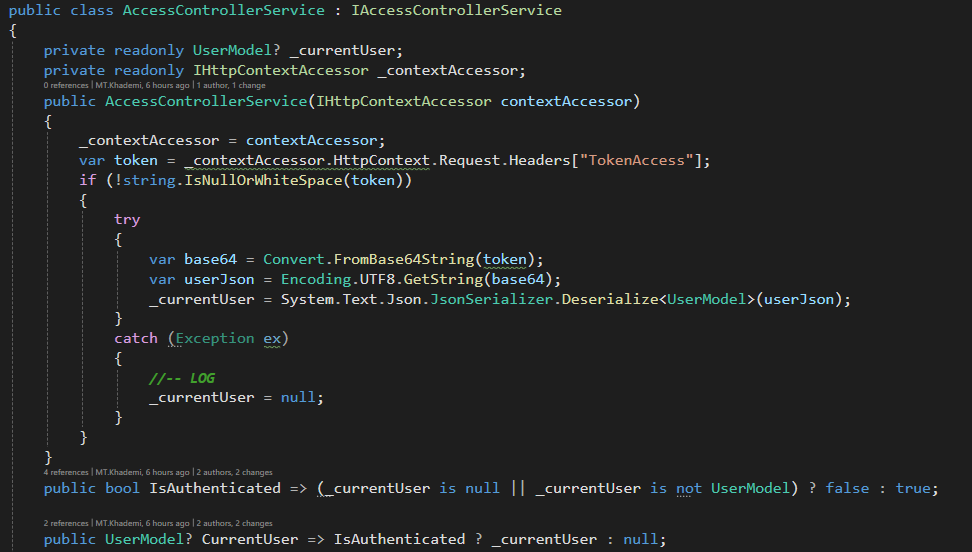 public class AccessControllerService : IAccessControllerService
{
private readonly UserModel? _currentUser;
private readonly IHttpContextAccessor _contextAccessor;
0 references | MT.Khademi, 6 hours ago | 1 author, 1 change
public AccessControllerService(IHttpContextAccessor contextAccessor)
{
_contextAccessor = contextAccessor;
var token = _contextAccessor.HttpContext.Request.Headers["TokenAccess"];
if (!string.IsNullOrWhiteSpace(token))
{
try
{
var base64 = Convert.FromBase64String(token);
var userJson = Encoding.UTF8.GetString(base64);
_currentUser = System.Text.Json.JsonSerializer.Deserialize<UserModel>(userJson);
}
catch (Exception ex)
{
//-- LOG
_currentUser = null;
}
}
}
4 references | MT.Khademi, 6 hours ago | 2 authors, 2 changes
public bool IsAuthenticated => (_currentUser is null || _currentUser is not UserModel) ? false : true;
2 references | MT.Khademi, 6 hours ago | 2 authors, 2 changes
public UserModel? CurrentUser => IsAuthenticated ? _currentUser : null;